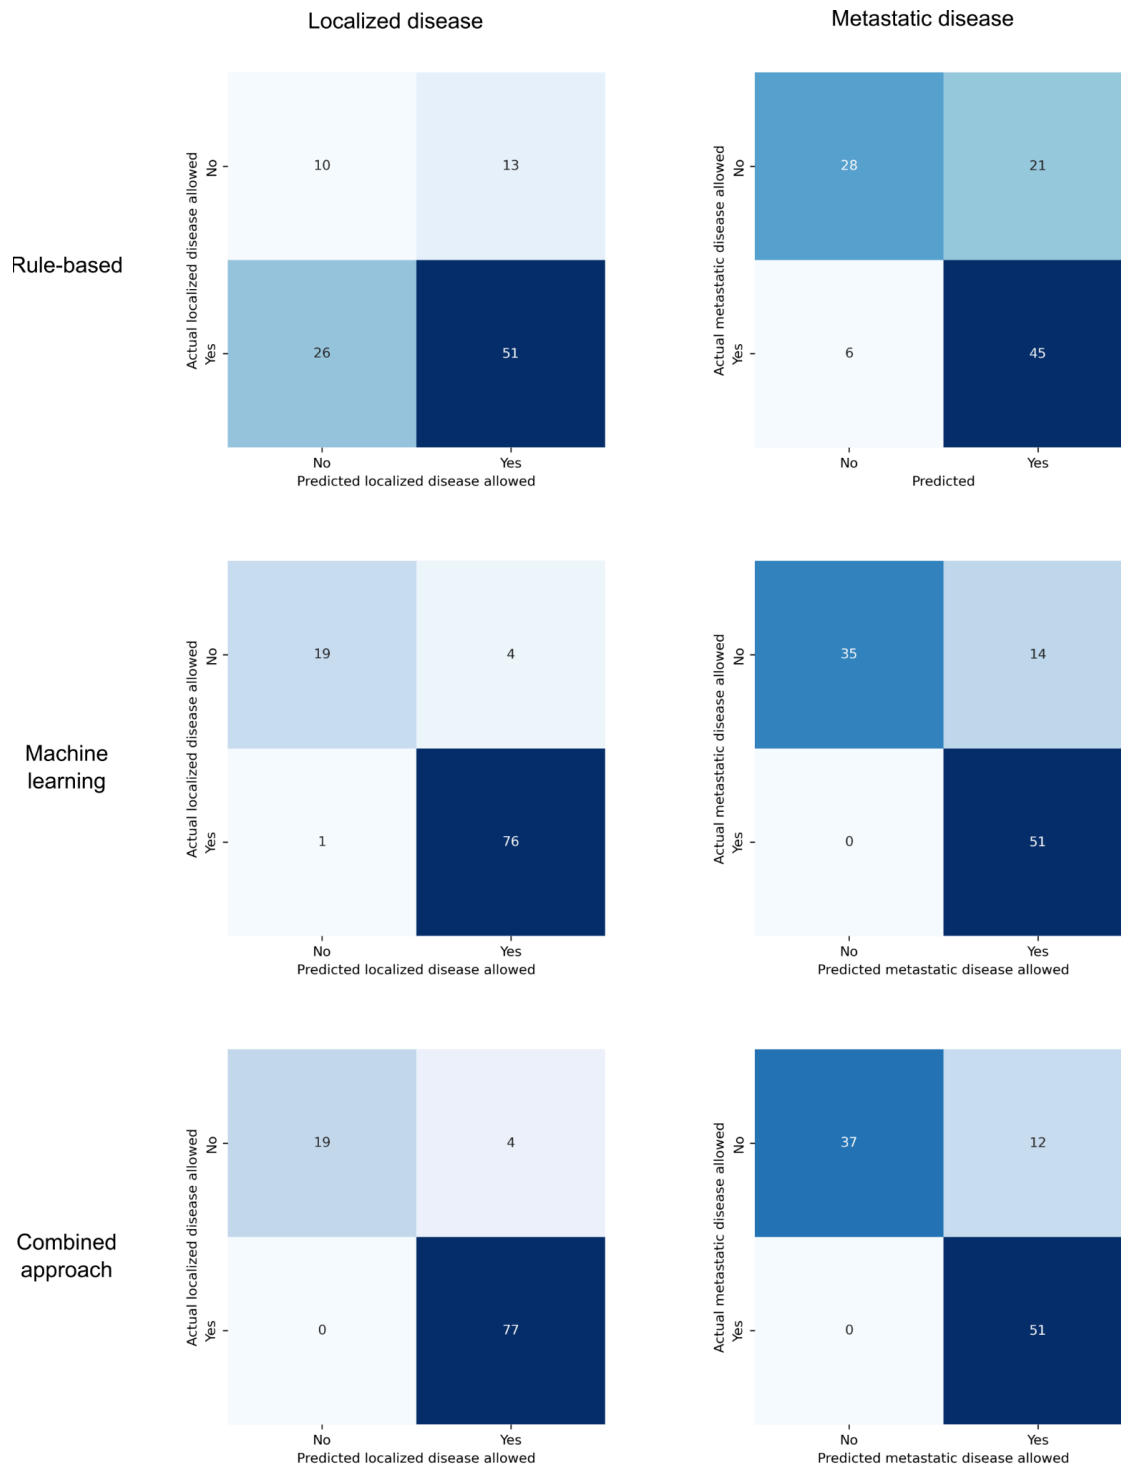 Localized disease
Metastatic disease
Rule-based
Actual localized disease allowed
No
Yes
10
13
26
51
No
Yes
Predicted localized disease allowed
Actual metastatic disease allowed
No
Yes
28
21
6
45
No
Yes
Predicted
Machine
learning
Actual localized disease allowed
No
Yes
19
4
1
76
No
Yes
Predicted localized disease allowed
Actual metastatic disease allowed
No
Yes
35
14
0
51
No
Yes
Predicted metastatic disease allowed
Combined
approach
Actual localized disease allowed
No
Yes
19
4
0
77
No
Yes
Predicted localized disease allowed
Actual metastatic disease allowed
No
Yes
37
12
0
51
No
Yes
Predicted metastatic disease allowed